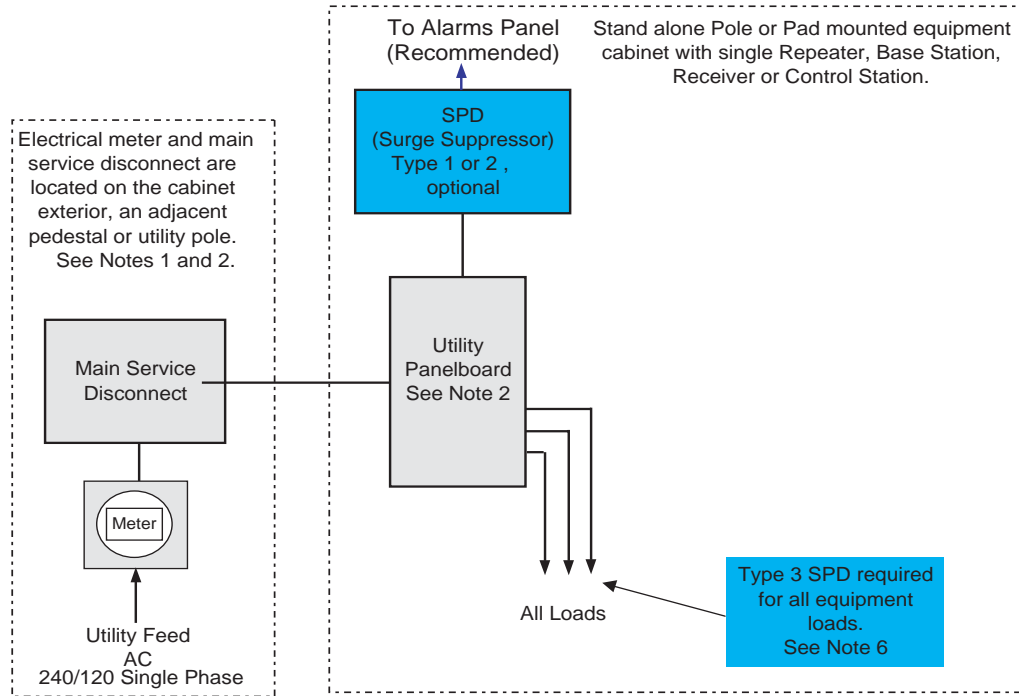 To Alarms Panel
(Recommended)
Stand alone Pole or Pad mounted equipment
cabinet with single Repeater, Base Station,
Receiver or Control Station.
SPD
(Surge Suppressor)
Type 1 or 2 ,
optional
Electrical meter and main
service disconnect are
located on the cabinet
exterior, an adjacent
pedestal or utility pole.
See Notes 1 and 2.
Main Service
Disconnect
Utility
Panelboard
See Note 2
Meter
Utility Feed
AC
240/120 Single Phase
All Loads
Type 3 SPD required
for all equipment
loads.
See Note 6